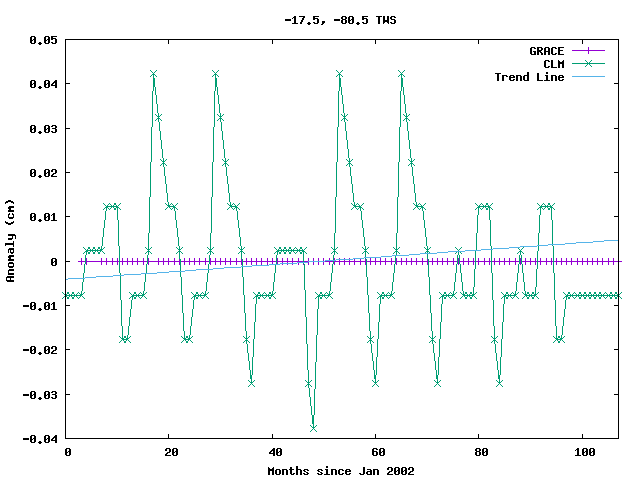 -17.5, -80.5 TWS
0.05
0.04
0.03
0.02
0.01
0
-0.01
-0.02
-0.03
-0.04
Anomaly (cm)
GRACE
CLM
Trend Line
0 20 40 60 80 100
Months since Jan 2002